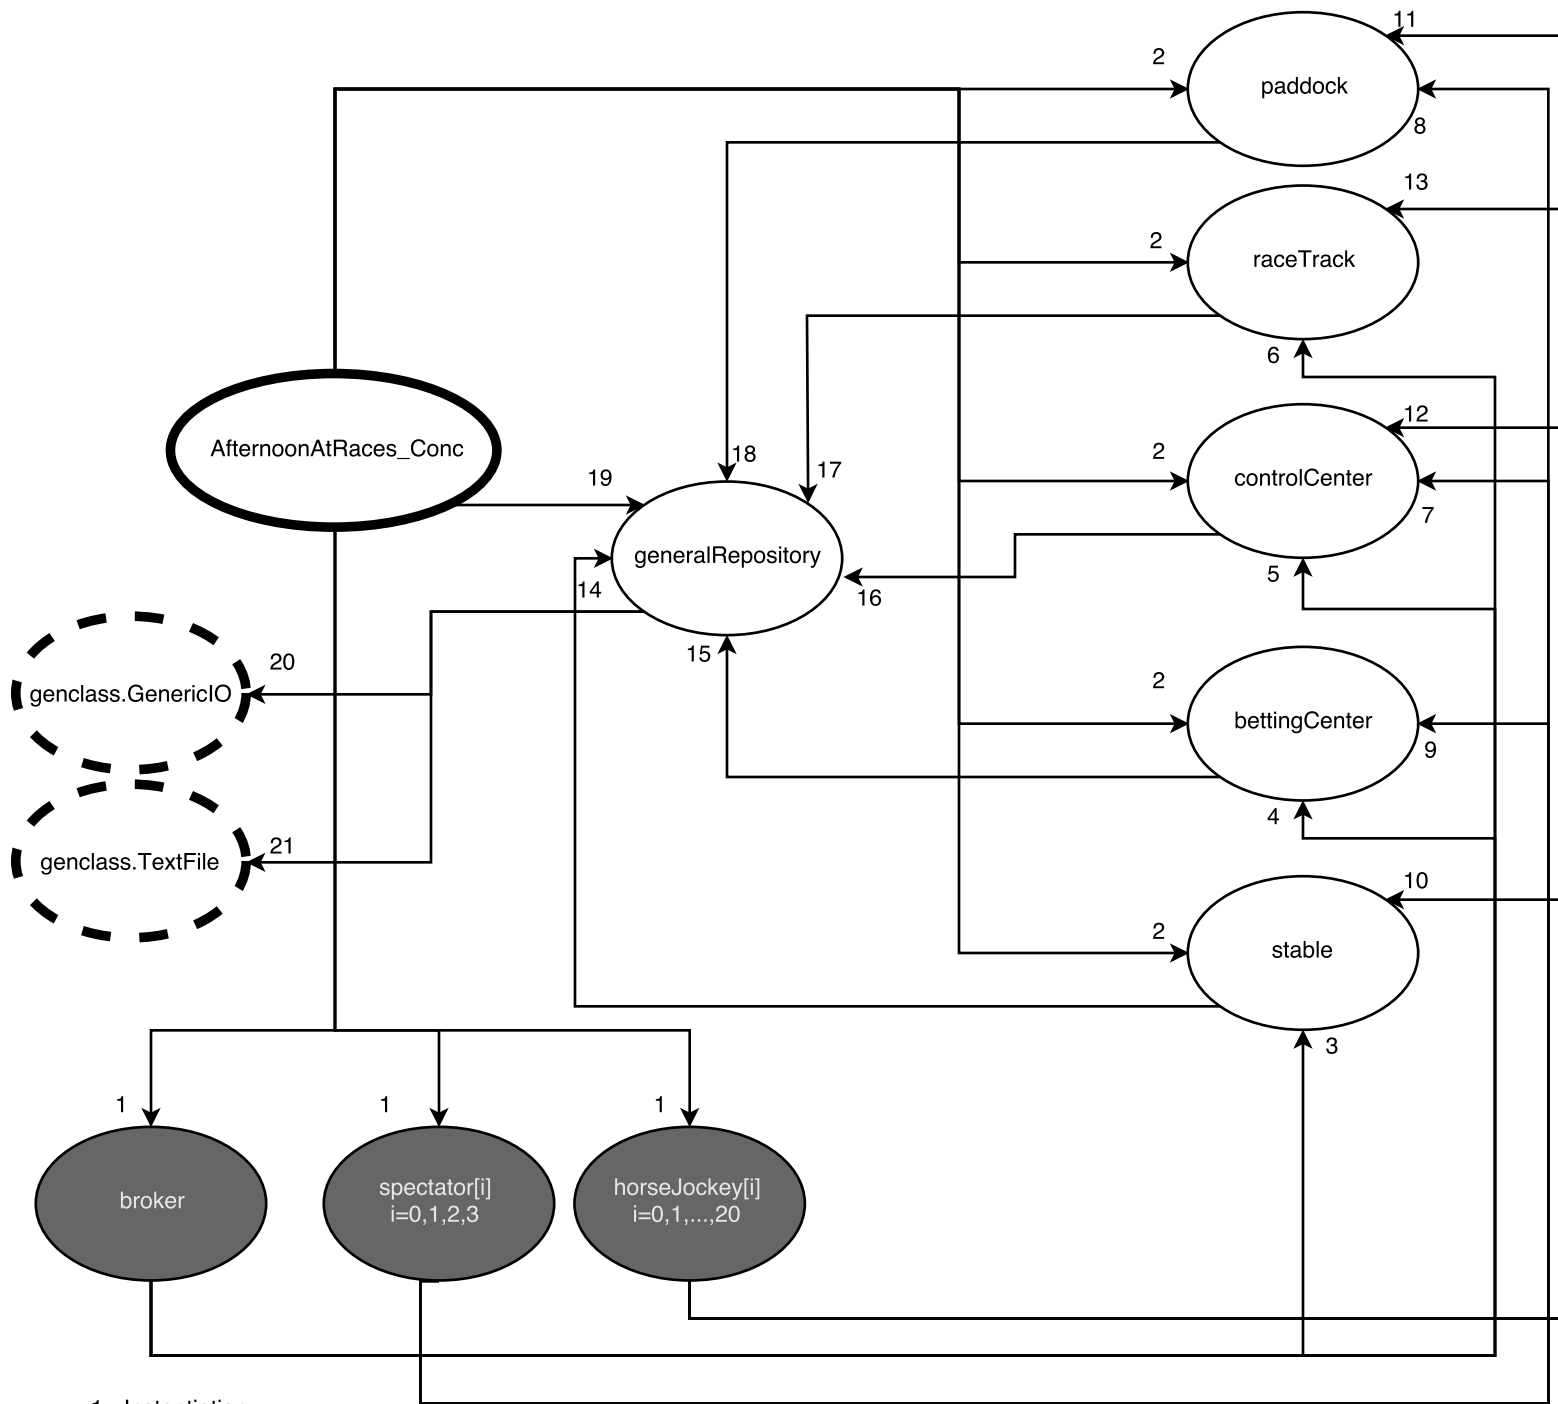 11
2
paddock
8
13
2
raceTrack
6
12
AfternoonAtRaces_Conc
2
18
17
controlCenter
19
7
generalRepository
5
14
16
15
20
2
genclass.GenericIO
bettingCenter
9
4
21
genclass.TextFile
10
2
stable
3
1
1
1
broker
spectator[i]
i=0,1,2,3
horseJockey[i]
i=0,1,...,20